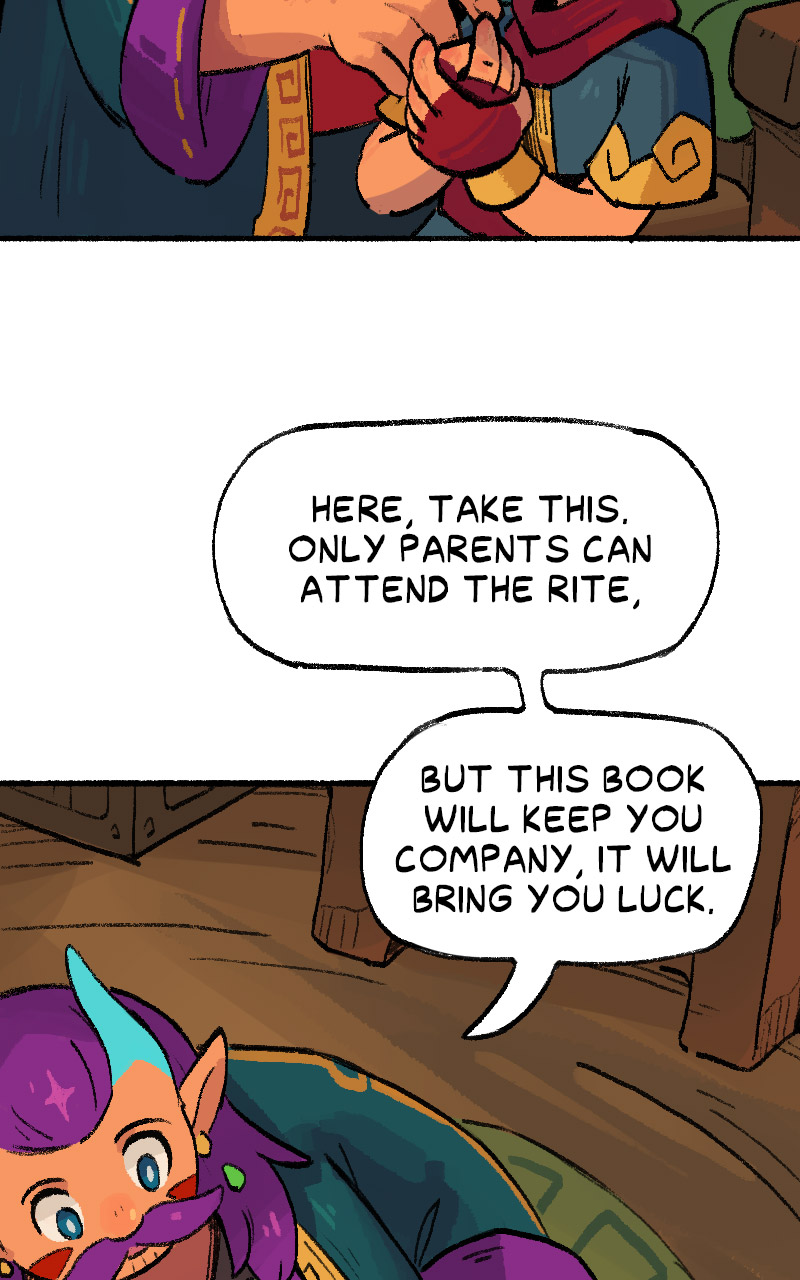 HERE, TAKE THIS.
ONLY PARENTS CAN
ATTEND THE RITE,
BUT THIS BOOK
WILL KEEP YOU
COMPANY, IT WILL
BRING YOU LUCK.